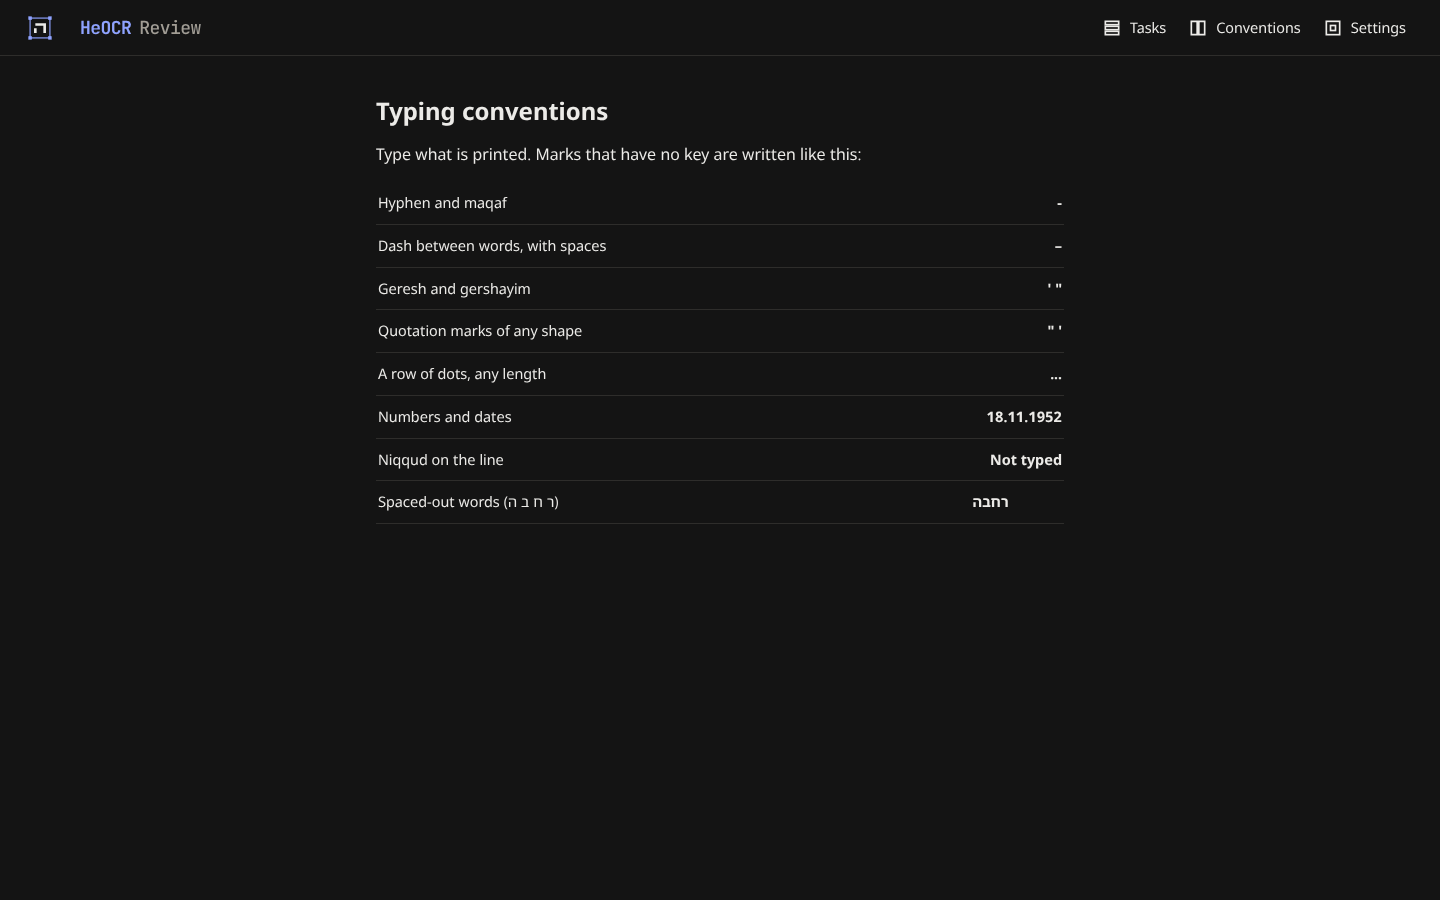 ה HeOCR Review Tasks Conventions Settings
Typing conventions
Type what is printed. Marks that have no key are written like this:
Hyphen and maqaf -
Dash between words, with spaces –
Geresh and gershayim ' "
Quotation marks of any shape " '
A row of dots, any length ...
Numbers and dates 18.11.1952
Niqqud on the line Not typed
Spaced-out words (ר ח ב ה) רחבה